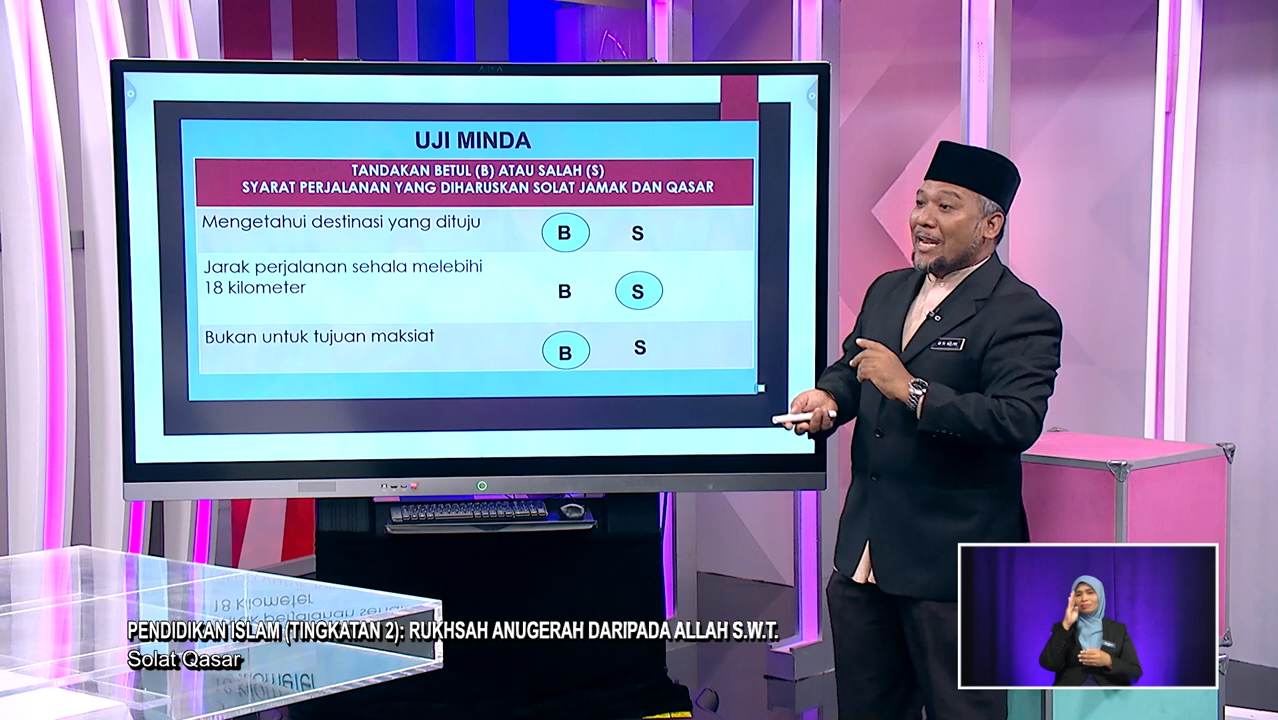 UJI MINDA
TANDAKAN BETUL (B) ATAU SALAH (S)
SYARAT PERJALANAN YANG DIHARUSKAN SOLAT JAMAK DAN QASAR
Mengetahui destinasi yang dituju B S
Jarak perjalanan sehala melebihi
18 kilometer B S
Bukan untuk tujuan maksiat B S
18 kilometer
PENDIDIKAN ISLAM (TINGKATAN 2): RUKHSAH ANUGERAH DARIPADA ALLAH S.W.T.
Solat Qasar